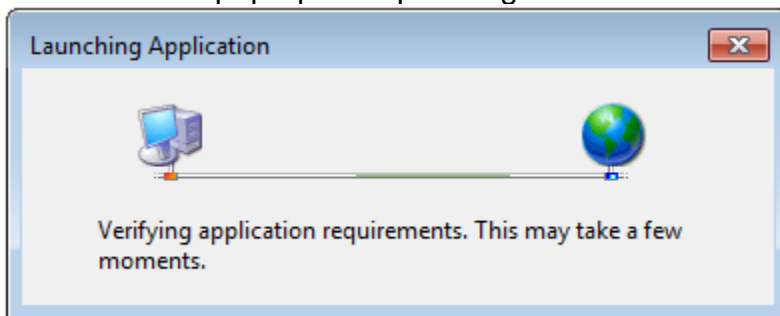 Launching Application
Verifying application requirements. This may take a few
moments.